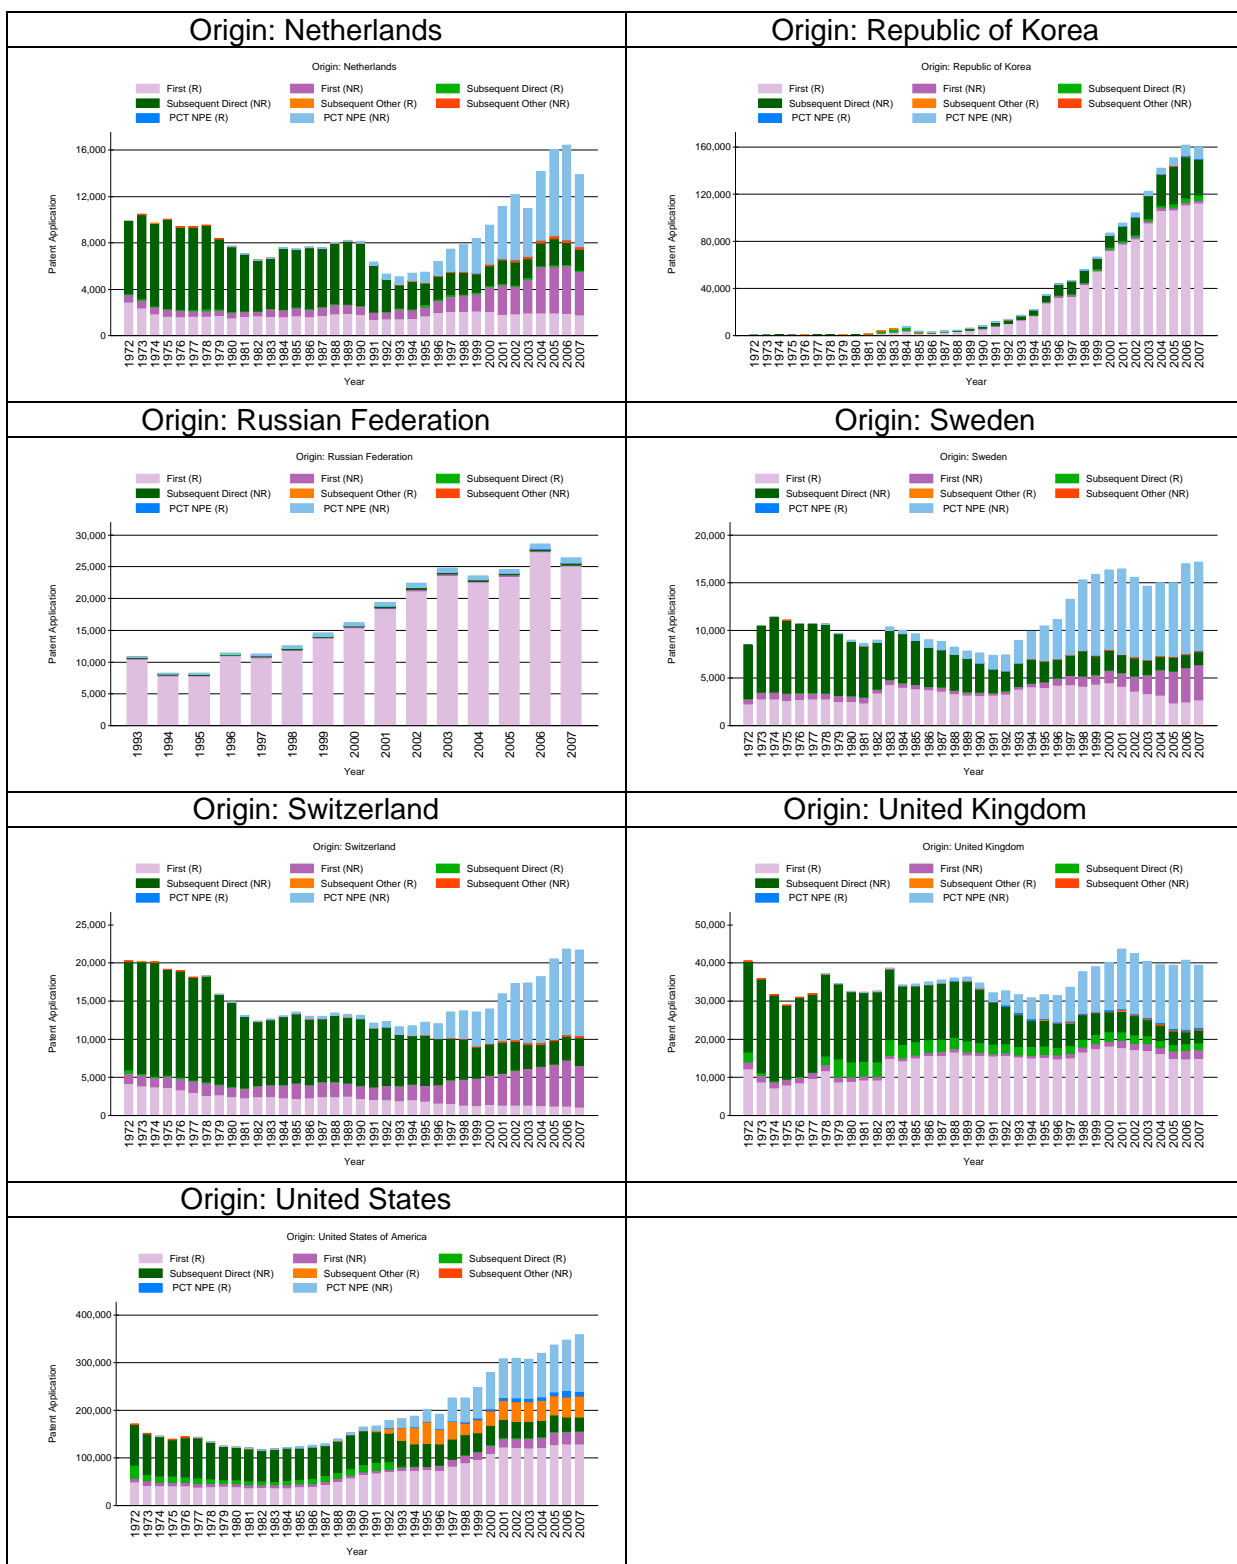 Origin: Netherlands
Origin: Republic of Korea
Origin: Netherlands
First (R) First (NR) Subsequent Direct (R)
Subsequent Direct (NR) Subsequent Other (R) Subsequent Other (NR)
PCT NPE (R) PCT NPE (NR)
16,000
12,000
8,000
4,000
0
Patent Application
1972 1973 1974 1975 1976 1977 1978 1979 1980 1981 1982 1983 1984 1985 1986 1987 1988 1989 1990 1991 1992 1993 1994 1995 1996 1997 1998 1999 2000 2001 2002 2003 2004 2005 2006 2007
Year
Origin: Republic of Korea
First (R) First (NR) Subsequent Direct (R)
Subsequent Direct (NR) Subsequent Other (R) Subsequent Other (NR)
PCT NPE (R) PCT NPE (NR)
160,000
120,000
80,000
40,000
0
Patent Application
1972 1973 1974 1975 1976 1977 1978 1979 1980 1981 1982 1983 1984 1985 1986 1987 1988 1989 1990 1991 1992 1993 1994 1995 1996 1997 1998 1999 2000 2001 2002 2003 2004 2005 2006 2007
Year
Origin: Russian Federation
Origin: Sweden
Origin: Russian Federation
First (R) First (NR) Subsequent Direct (R)
Subsequent Direct (NR) Subsequent Other (R) Subsequent Other (NR)
PCT NPE (R) PCT NPE (NR)
30,000
25,000
20,000
15,000
10,000
5,000
0
Patent Application
1993 1994 1995 1996 1997 1998 1999 2000 2001 2002 2003 2004 2005 2006 2007
Year
Origin: Sweden
First (R) First (NR) Subsequent Direct (R)
Subsequent Direct (NR) Subsequent Other (R) Subsequent Other (NR)
PCT NPE (R) PCT NPE (NR)
20,000
15,000
10,000
5,000
0
Patent Application
1972 1973 1974 1975 1976 1977 1978 1979 1980 1981 1982 1983 1984 1985 1986 1987 1988 1989 1990 1991 1992 1993 1994 1995 1996 1997 1998 1999 2000 2001 2002 2003 2004 2005 2006 2007
Year
Origin: Switzerland
Origin: United Kingdom
Origin: Switzerland
First (R) First (NR) Subsequent Direct (R)
Subsequent Direct (NR) Subsequent Other (R) Subsequent Other (NR)
PCT NPE (R) PCT NPE (NR)
25,000
20,000
15,000
10,000
5,000
0
Patent Application
1972 1973 1974 1975 1976 1977 1978 1979 1980 1981 1982 1983 1984 1985 1986 1987 1988 1989 1990 1991 1992 1993 1994 1995 1996 1997 1998 1999 2000 2001 2002 2003 2004 2005 2006 2007
Year
Origin: United Kingdom
First (R) First (NR) Subsequent Direct (R)
Subsequent Direct (NR) Subsequent Other (R) Subsequent Other (NR)
PCT NPE (R) PCT NPE (NR)
50,000
40,000
30,000
20,000
10,000
0
Patent Application
1972 1973 1974 1975 1976 1977 1978 1979 1980 1981 1982 1983 1984 1985 1986 1987 1988 1989 1990 1991 1992 1993 1994 1995 1996 1997 1998 1999 2000 2001 2002 2003 2004 2005 2006 2007
Year
Origin: United States
Origin: United States of America
First (R) First (NR) Subsequent Direct (R)
Subsequent Direct (NR) Subsequent Other (R) Subsequent Other (NR)
PCT NPE (R) PCT NPE (NR)
400,000
300,000
200,000
100,000
0
Patent Application
1972 1973 1974 1975 1976 1977 1978 1979 1980 1981 1982 1983 1984 1985 1986 1987 1988 1989 1990 1991 1992 1993 1994 1995 1996 1997 1998 1999 2000 2001 2002 2003 2004 2005 2006 2007
Year